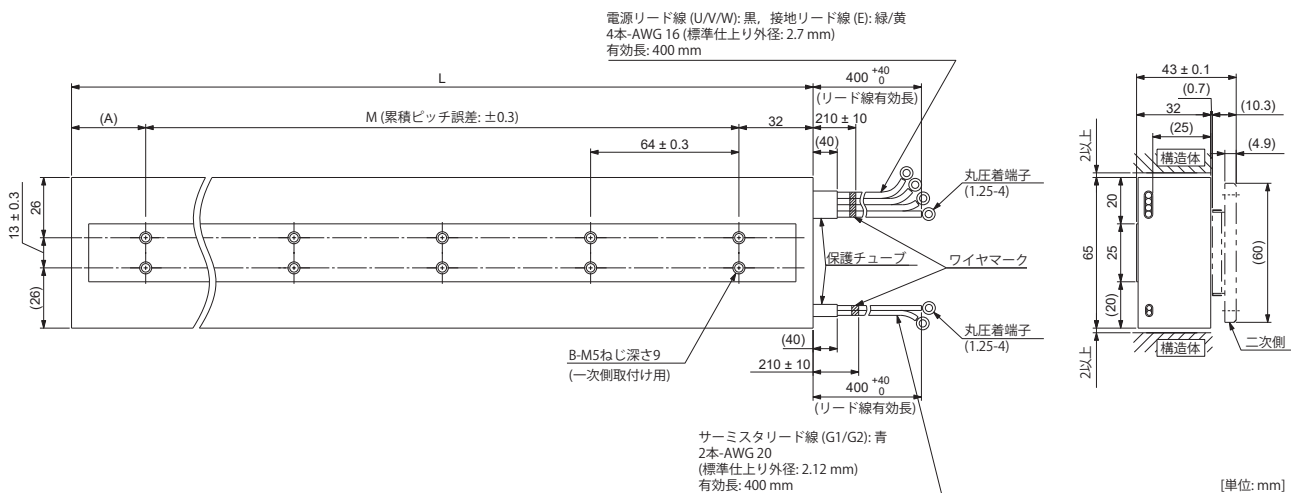 電源リード線 (U/V/W): 黒，接地リード線 (E): 緑/黄
4本-AWG 16 (標準仕上り外径: 2.7 mm)
有効長: 400 mm
L
400 +40 0
(リード線有効長)
(A)
M (累積ピッチ誤差: ±0.3)
32
210 ± 10
64 ± 0.3
(40)
丸圧着端子
(1.25-4)
26
13 ± 0.3
(26)
保護チューブ
ワイヤマーク
B-M5ねじ深さ9
(一次側取付け用)
(40)
210 ± 10
400 +40 0
(リード線有効長)
丸圧着端子
(1.25-4)
サーミスタリード線 (G1/G2): 青
2本-AWG 20
(標準仕上り外径: 2.12 mm)
有効長: 400 mm
43 ± 0.1
(0.7)
32
(10.3)
(25)
(4.9)
2以上
構造体
20
65
25
(60)
(20)
2以上
構造体
二次側
[単位: mm]